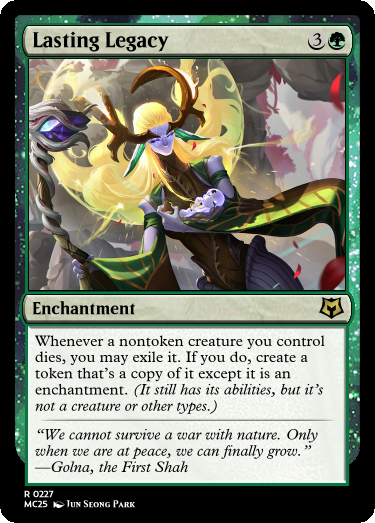 Lasting Legacy 3
Enchantment
Whenever a nontoken creature you control
dies, you may exile it. If you do, create a
token that's a copy of it except it is an
enchantment. (It still has its abilities, but it's
not a creature or other types.)
"We cannot survive a war with nature. Only
when we are at peace, we can finally grow."
—Golna, the First Shah
R 0227
MC25 Jun Seong Park